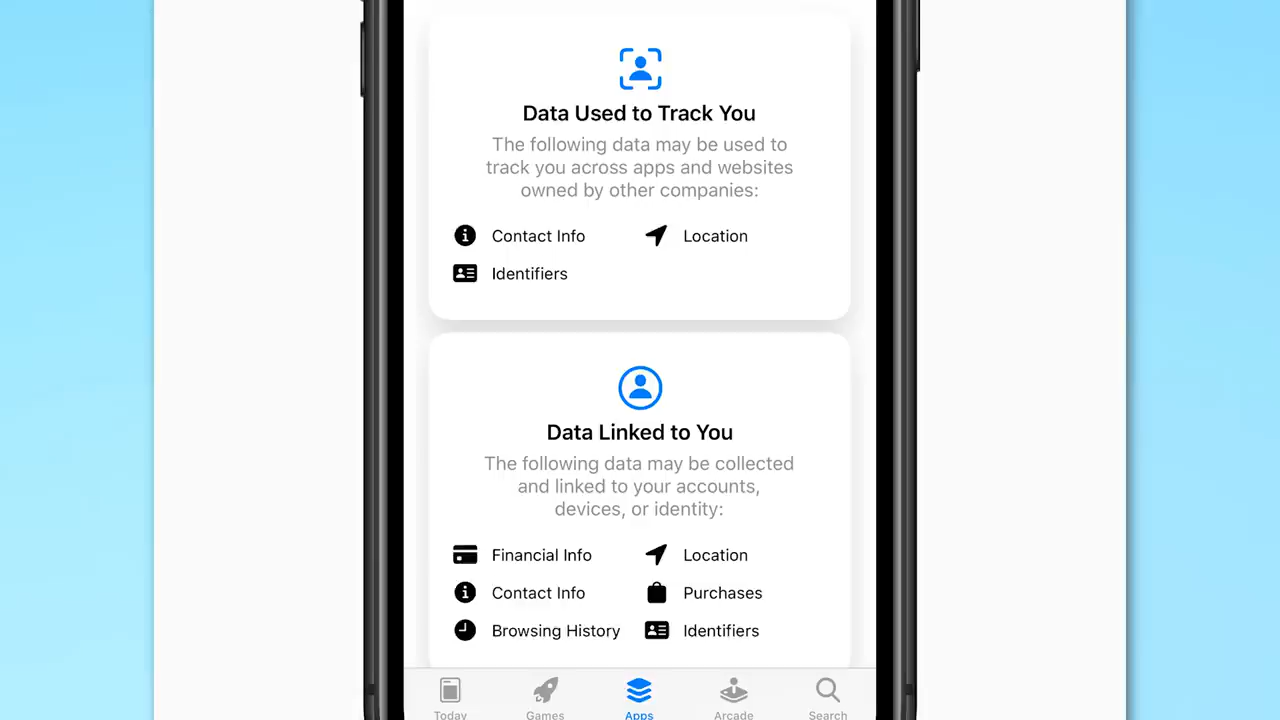 Data Used to Track You
The following data may be used to
track you across apps and websites
owned by other companies:
Contact Info
Location
Identifiers
Data Linked to You
The following data may be collected
and linked to your accounts,
devices, or identity:
Financial Info
Location
Contact Info
Purchases
Browsing History
Identifiers
Today
Games
Apps
Arcade
Search